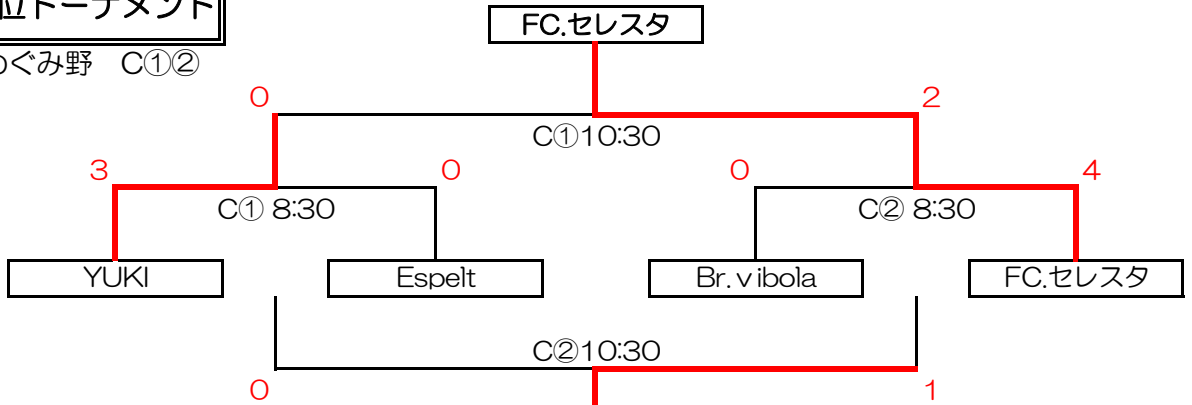 位トーナメント
FC.セレスタ
めぐみ野 C①②
0 2
C①10:30
3 0 0 4
C① 8:30 C② 8:30
YUKI Espelt Br.vibola FC.セレスタ
C②10:30
0 1